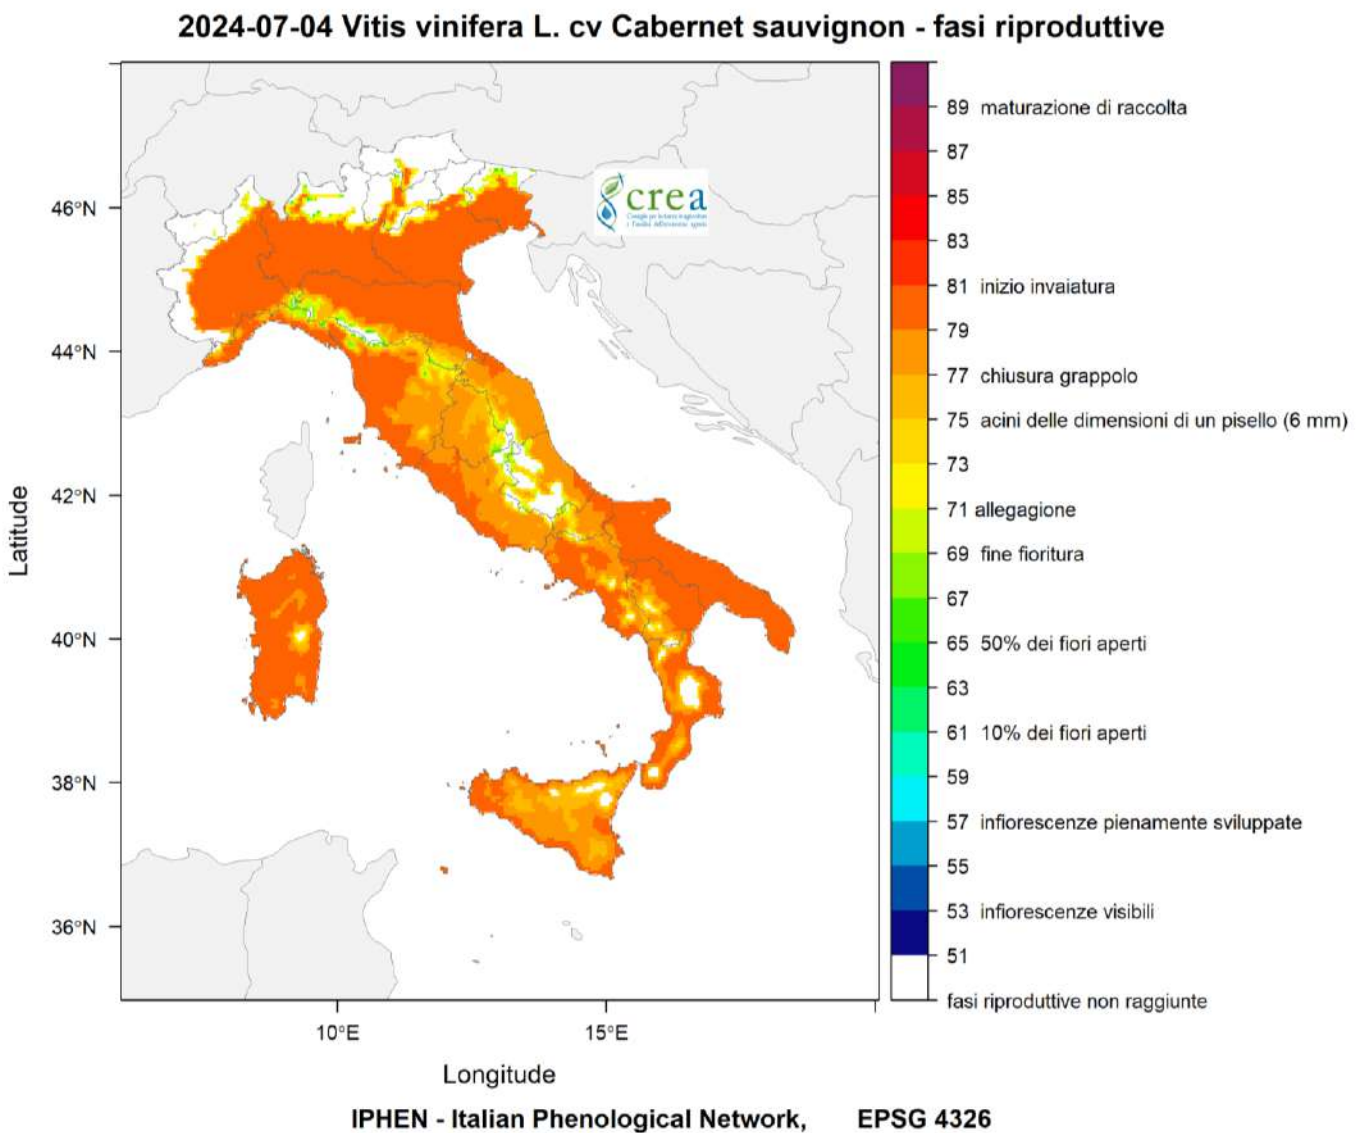 2024-07-04 Vitis vinifera L. cv Cabernet sauvignon - fasi riproduttive
46°N
44°N
42°N
40°N
38°N
36°N
Latitude
10°E
15°E
Longitude
crea
89 maturazione di raccolta
87
85
83
81 inizio invaiatura
79
77 chiusura grappolo
75 acini delle dimensioni di un pisello (6 mm)
73
71 allegagione
69 fine fioritura
67
65 50% dei fiori aperti
63
61 10% dei fiori aperti
59
57 infiorescenze pienamente sviluppate
55
53 infiorescenze visibili
51
fasi riproduttive non raggiunte
IPHEN - Italian Phenological Network, EPSG 4326